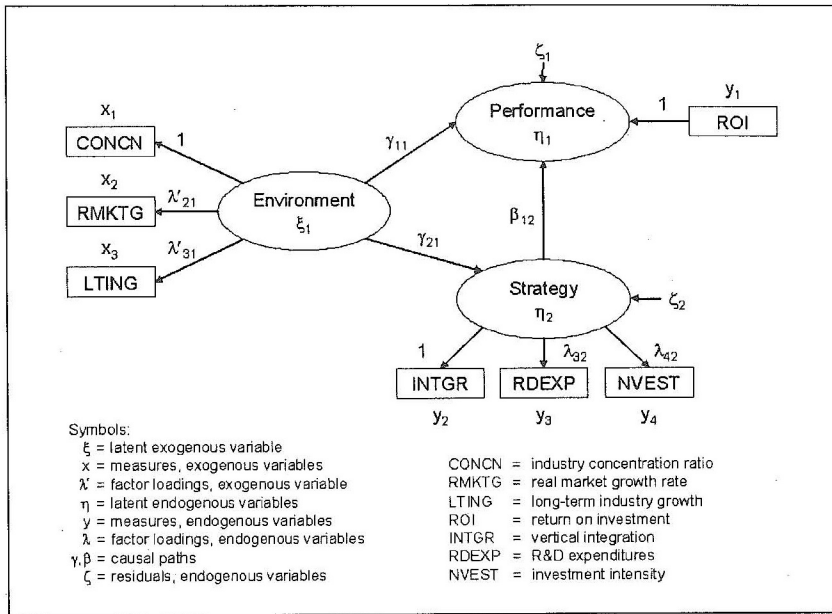 ζ1
x1
y1
CONCN
1
Performance
η1
1
ROI
γ11
x2
RMKTG
λ'21
Environment
ξ1
β12
x3
LTING
λ'31
γ21
Strategy
η2
ζ2
1
λ32
λ42
INTGR
RDEXP
NVEST
y2
y3
y4
Symbols:
ξ = latent exogenous variable
x = measures, exogenous variables
λ' = factor loadings, exogenous variable
η = latent endogenous variables
y = measures, endogenous variables
λ = factor loadings, endogenous variables
γ,β = causal paths
ζ = residuals, endogenous variables
CONCN = industry concentration ratio
RMKTG = real market growth rate
LTING = long-term industry growth
ROI = return on investment
INTGR = vertical integration
RDEXP = R&D expenditures
NVEST = investment intensity